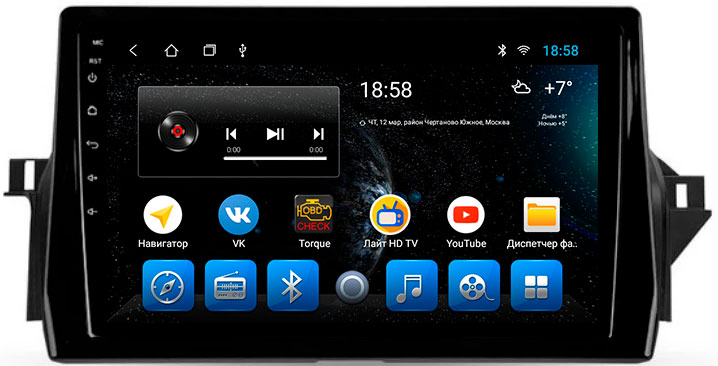 MIC
RST
18:58
18:58
+7°
ЧТ, 12 мар, район Чертаново Южное, Москва
Днём +8°
Ночью +5°
0:00
0:00
OBD
CHECK
Навигатор
VK
Torque
Лайт HD TV
YouTube
Диспетчер фа..